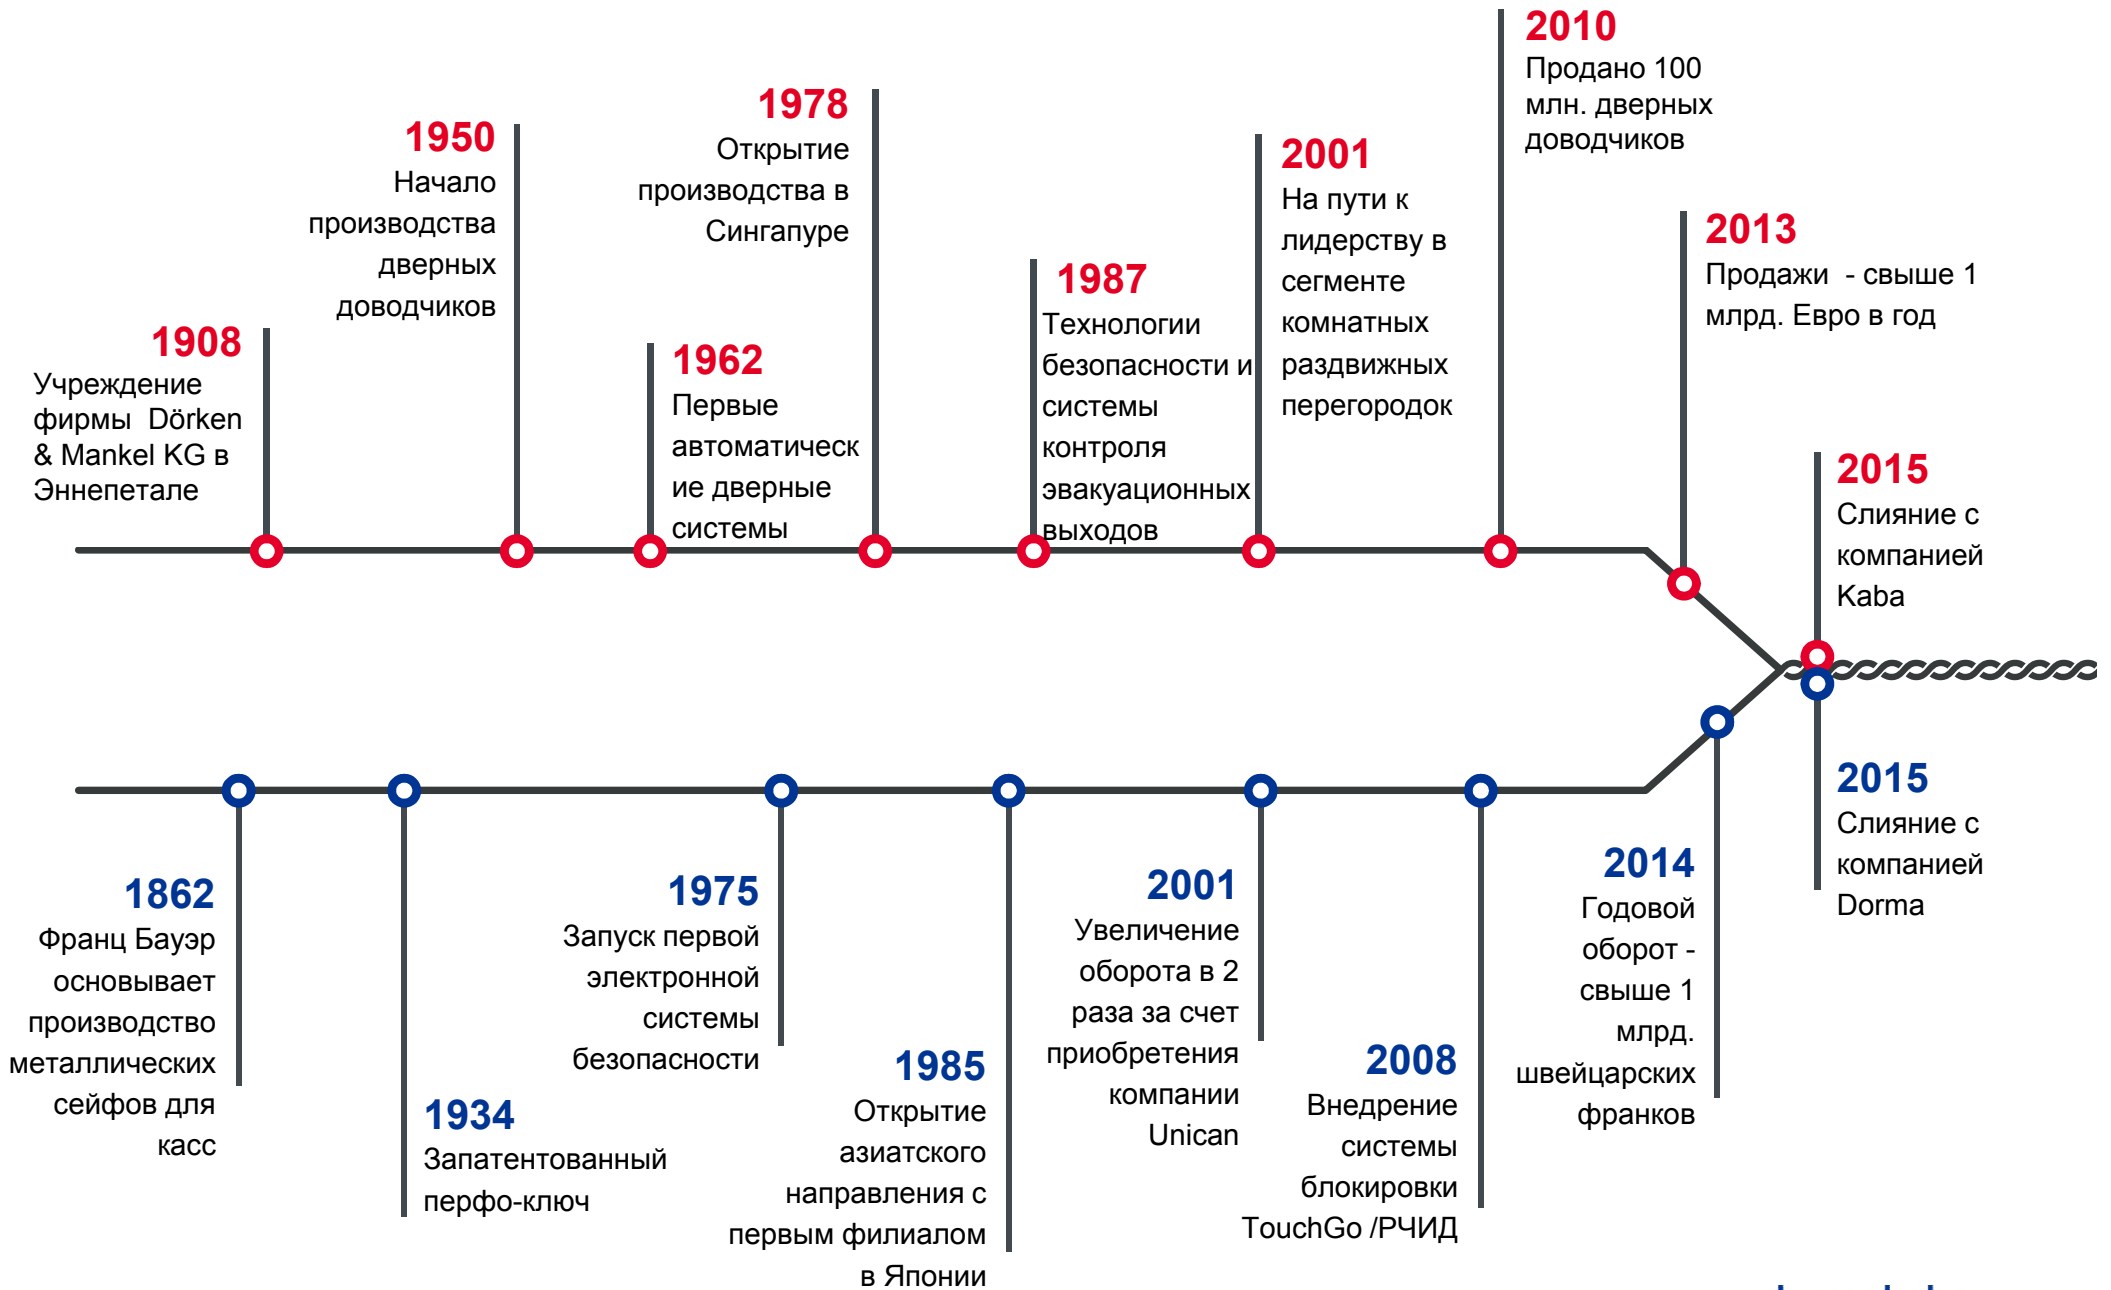 1908
Учреждение
фирмы  Dörken
& Mankel KG в
Эннепетале
1950
Начало
производства
дверных
доводчиков
1962
Первые
автоматическ
ие дверные
системы
1978
Открытие
производства в
Сингапуре
1987
Технологии
безопасности и
системы
контроля
эвакуационных
выходов
2001
На пути к
лидерству в
сегменте
комнатных
раздвижных
перегородок
2010
Продано 100
млн. дверных
доводчиков
2013
Продажи  - свыше 1
млрд. Евро в год
2015
Слияние с
компанией
Kaba
1862
Франц Бауэр
основывает
производство
металлических
сейфов для
касс
1934
Запатентованный
перфо-ключ
1975
Запуск первой
электронной
системы
безопасности
1985
Открытие
азиатского
направления с
первым филиалом
в Японии
2001
Увеличение
оборота в 2
раза за счет
приобретения
компании
Unican
2008
Внедрение
системы
блокировки
TouchGo /РЧИД
2014
Годовой
оборот -
свыше 1
млрд.
швейцарских
франков
2015
Слияние с
компанией
Dorma